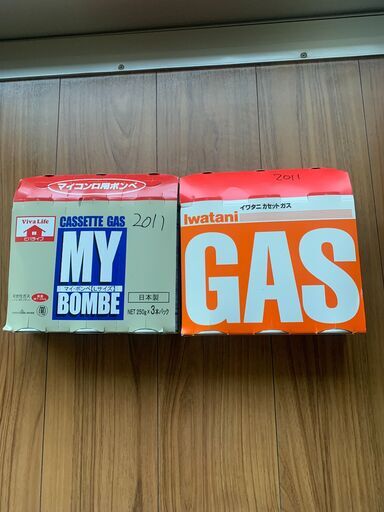 マイコンロ用ボンベ
Viva Life
ビバライフ
CASSETTE GAS
2011
MY
マイ・ボンベ(Lサイズ)
BOMBE
日本製
NET 250g×3本パック
2011
イワタニカセットガス
Iwatani
GAS